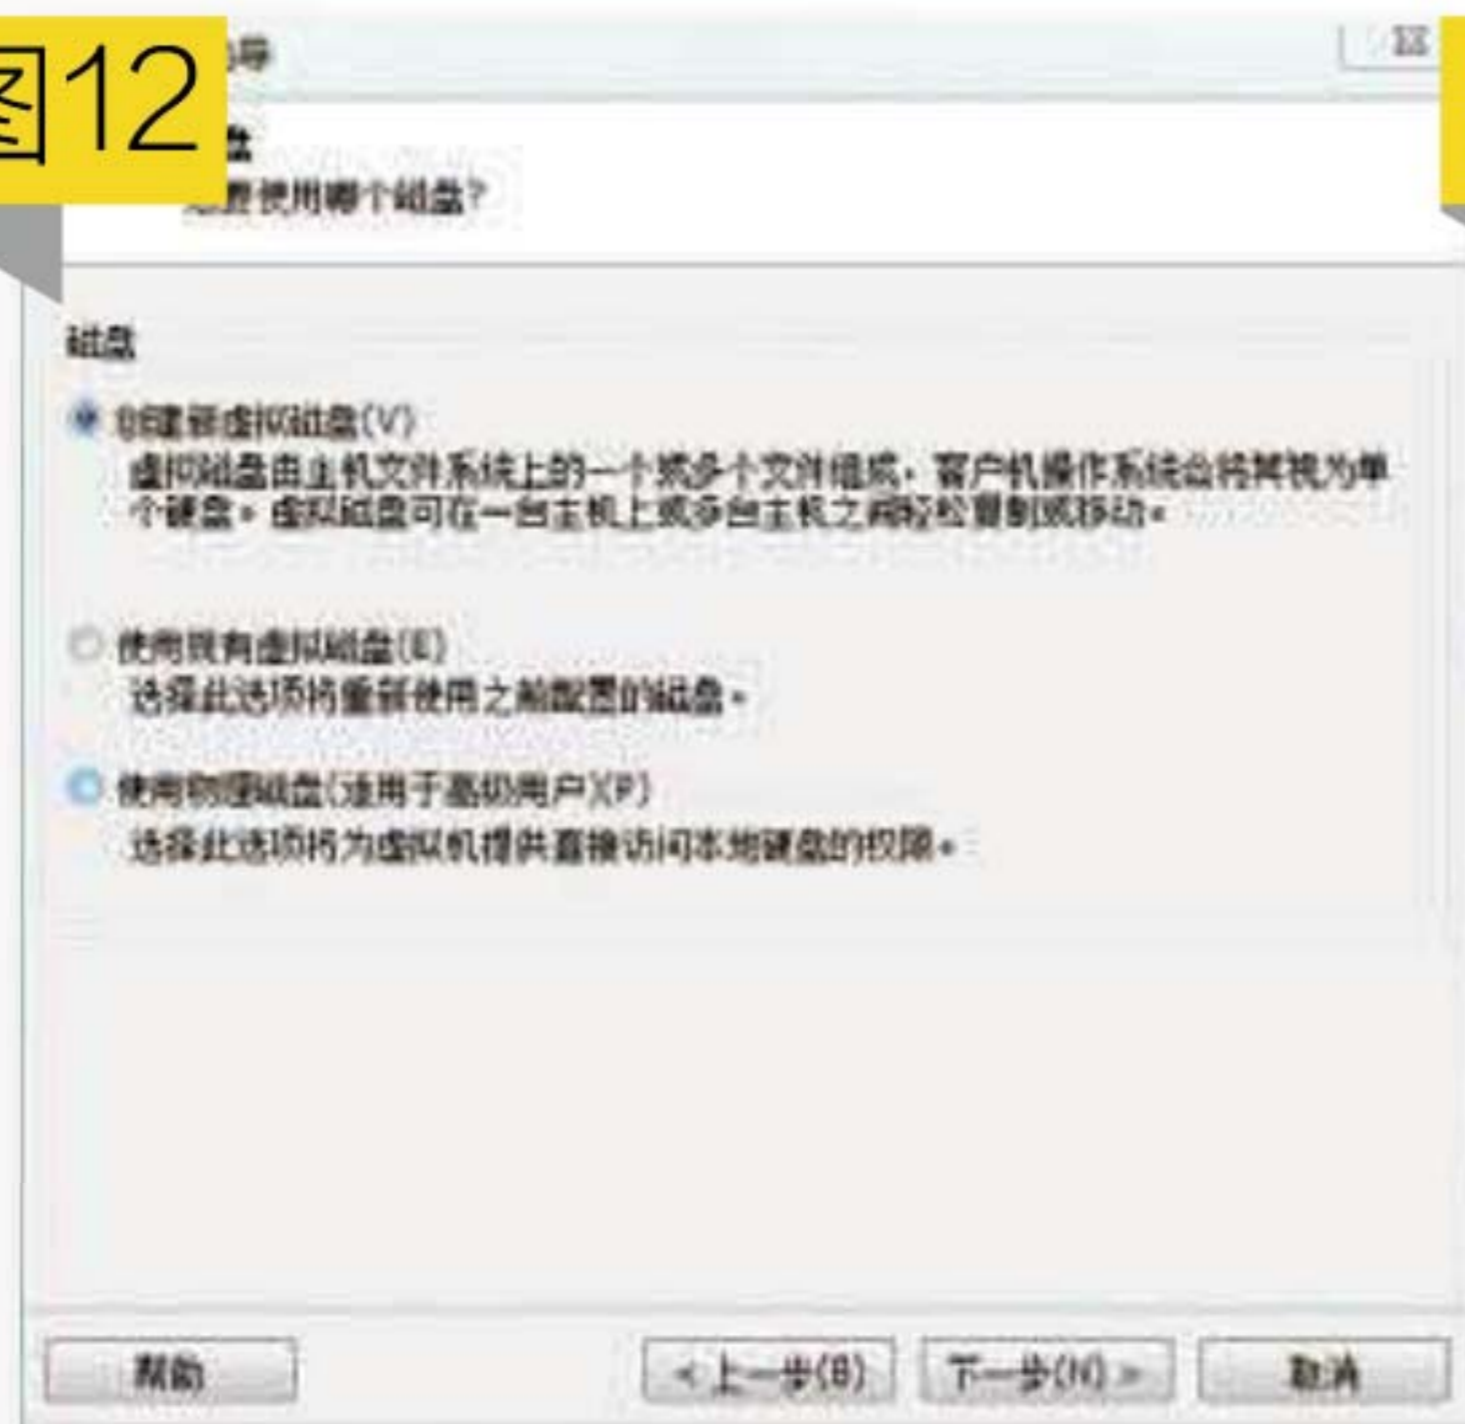 图12
导
盘
要使用哪个磁盘?
磁盘
创建新虚拟磁盘(V)
虚拟磁盘由主机文件系统上的一个或多个文件组成,客户机操作系统会将其视为单
个硬盘。虚拟磁盘可在一台主机上或多台主机之间轻松复制或移动。
使用现有虚拟磁盘(E)
选择此选项将重新使用之前配置的磁盘。
使用物理磁盘(适用于高级用户)(P)
选择此选项将为虚拟机提供直接访问本地硬盘的权限。
帮助
<上一步(B)
下一步(N)>
取消